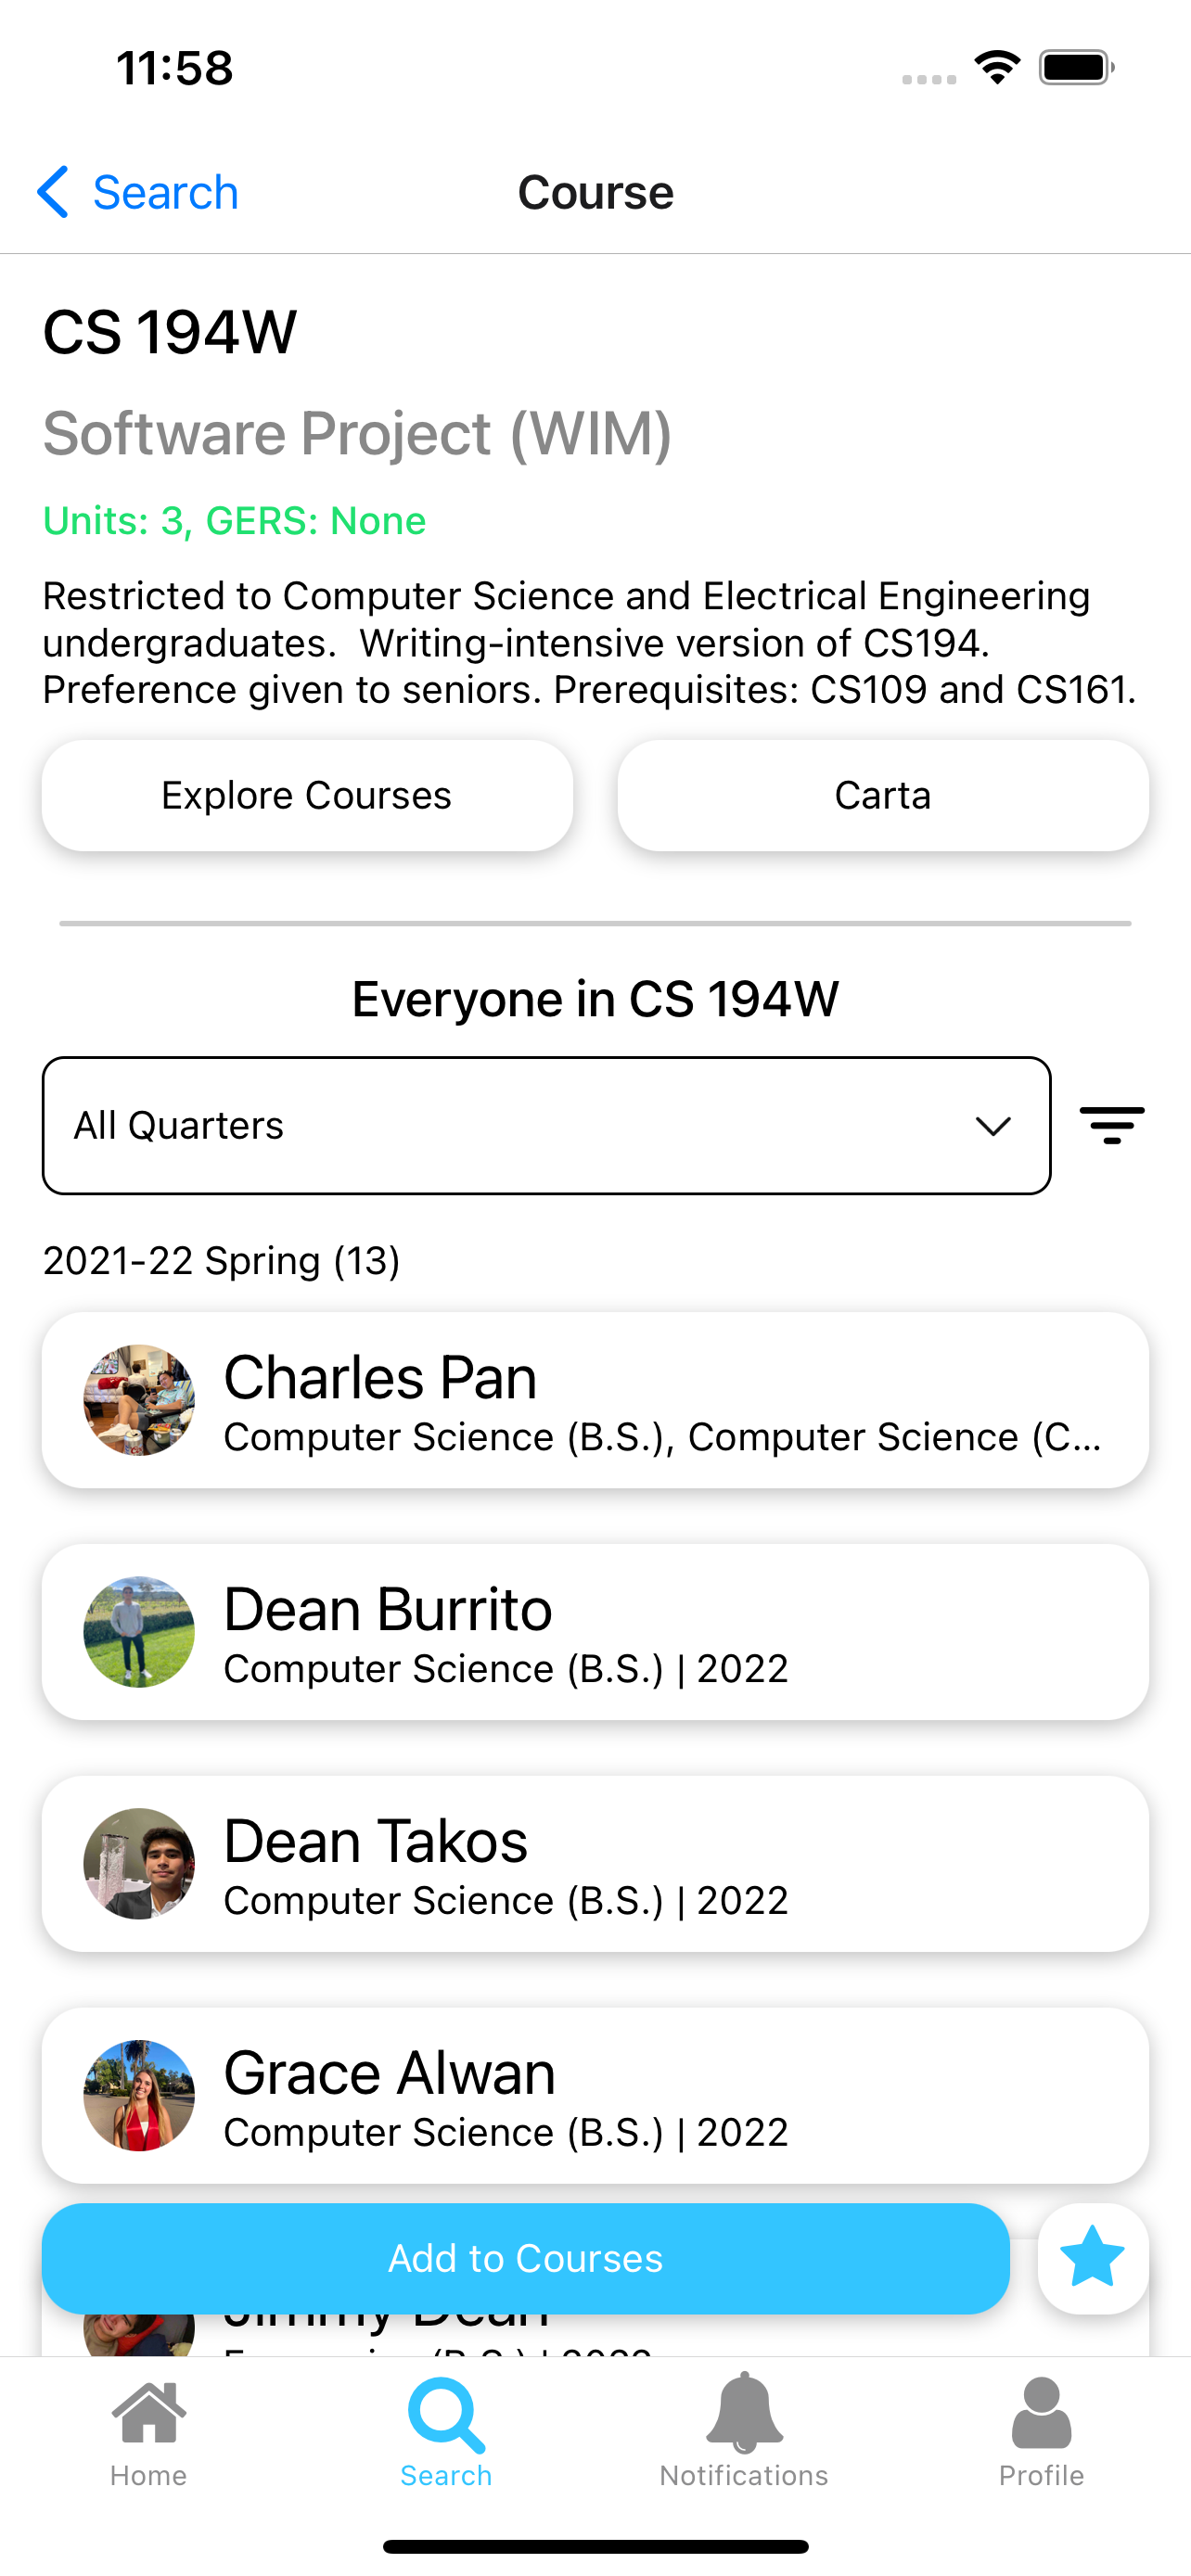 11:58
Search
Course
CS 194W
Software Project (WIM)
Units: 3, GERS: None
Restricted to Computer Science and Electrical Engineering
undergraduates.  Writing-intensive version of CS194.
Preference given to seniors. Prerequisites: CS109 and CS161.
Explore Courses
Carta
Everyone in CS 194W
All Quarters
2021-22 Spring (13)
Charles Pan
Computer Science (B.S.), Computer Science (C...
Dean Burrito
Computer Science (B.S.) | 2022
Dean Takos
Computer Science (B.S.) | 2022
Grace Alwan
Computer Science (B.S.) | 2022
Add to Courses
Jimmy Dean
Home
Search
Notifications
Profile